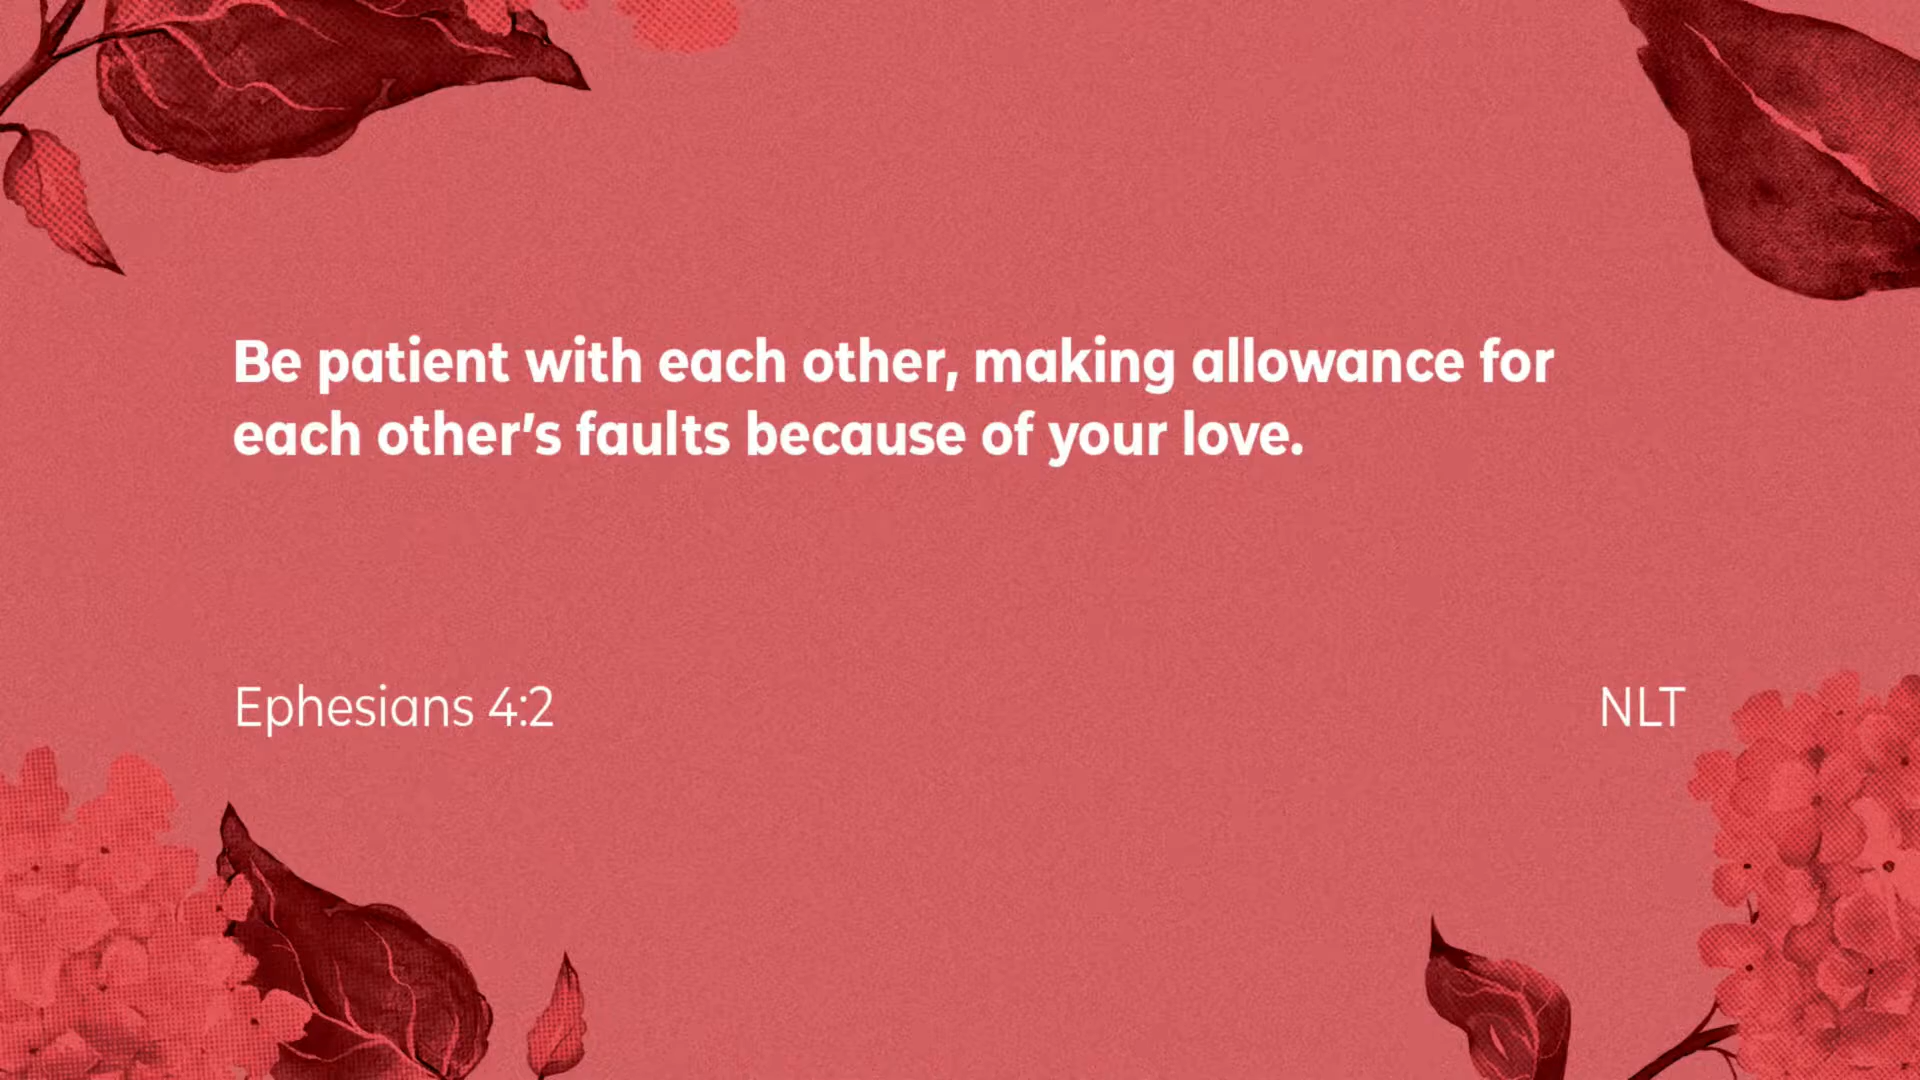 Be patient with each other, making allowance for
each other’s faults because of your love.
Ephesians 4:2
NLT